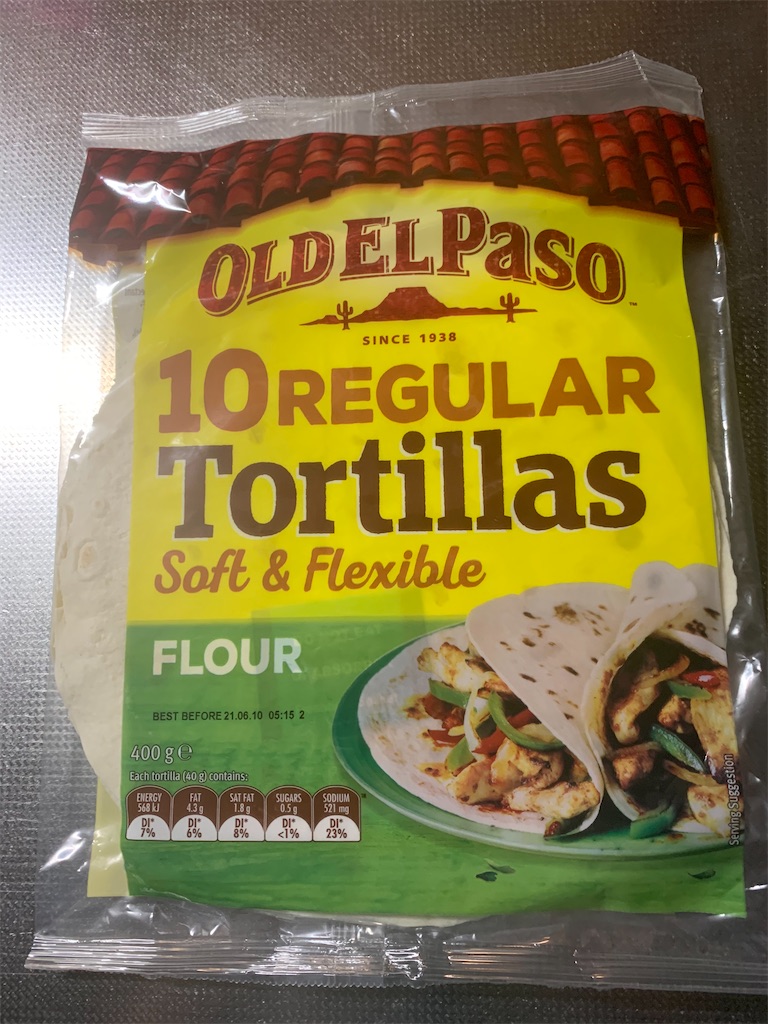 OLD EL PASO
™
SINCE 1938
10 REGULAR
Tortillas
Soft & Flexible
FLOUR
BEST BEFORE 21.06.10 05:15 2
400 g ℮
Each tortilla (40 g) contains:
ENERGY 568 kJ DI* 7%
FAT 4.3 g DI* 6%
SAT FAT 1.8 g DI* 8%
SUGARS 0.5 g DI* <1%
SODIUM 521 mg DI* 23%
Serving Suggestion